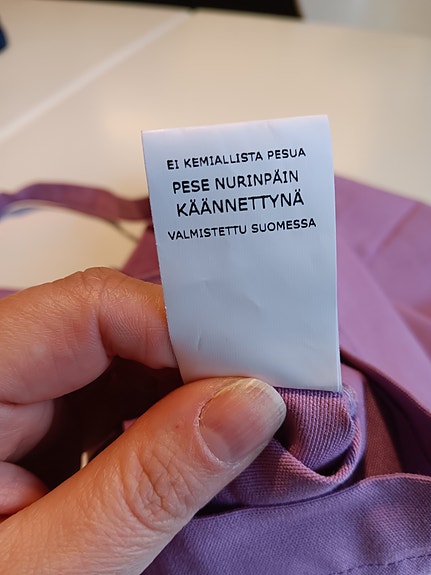 EI KEMIALLISTA PESUA
PESE NURINPÄIN
KÄÄNNETTYNÄ
VALMISTETTU SUOMESSA